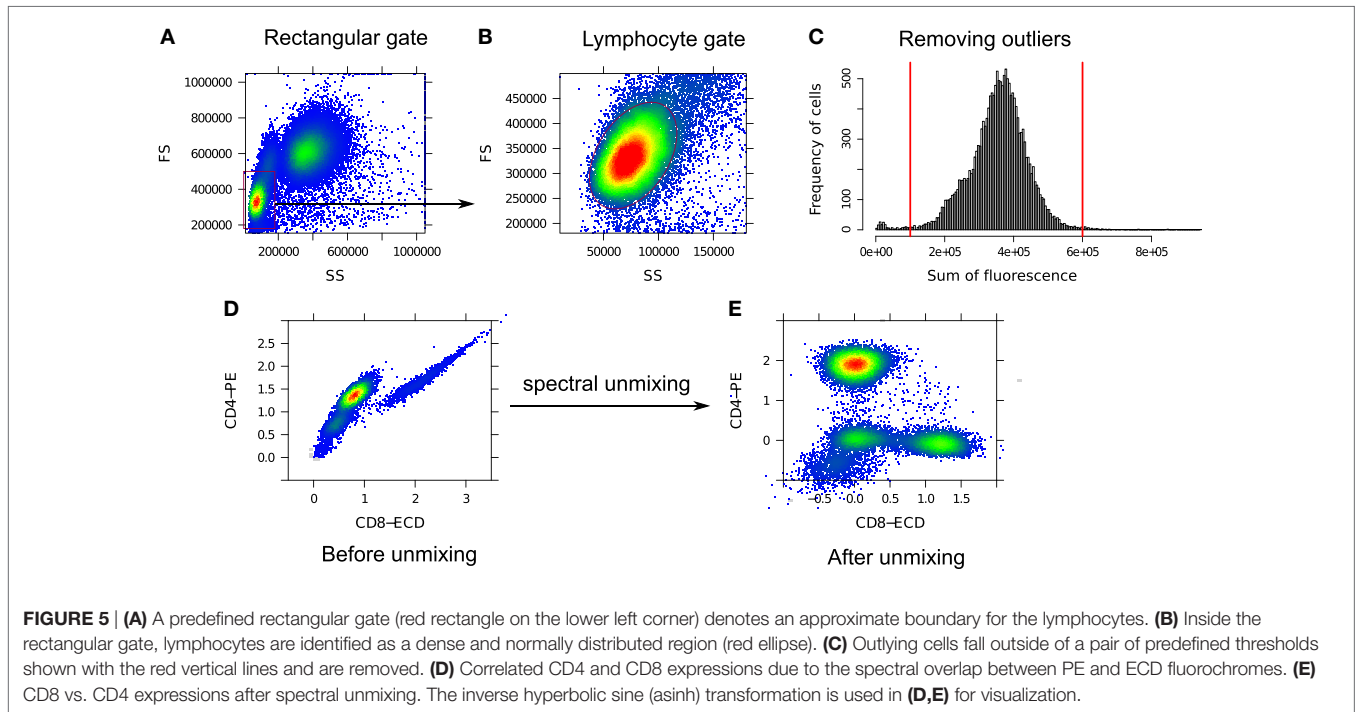 A Rectangular gate
FS
1000000
800000
600000
400000
200000
200000 600000 1000000
SS
B Lymphocyte gate
FS
450000
400000
350000
300000
250000
200000
50000 100000 150000
SS
C Removing outliers
Frequency of cells
500
300
100
0
0e+00 2e+05 4e+05 6e+05 8e+05
Sum of fluorescence
D
CD4–PE
2.5
2.0
1.5
1.0
0.5
0.0
0 1 2 3
CD8–ECD
Before unmixing
spectral unmixing
E
CD4–PE
2
1
0
−0.5 0.0 0.5 1.0 1.5
CD8–ECD
After unmixing
FIGURE 5 | (A) A predefined rectangular gate (red rectangle on the lower left corner) denotes an approximate boundary for the lymphocytes. (B) Inside the
rectangular gate, lymphocytes are identified as a dense and normally distributed region (red ellipse). (C) Outlying cells fall outside of a pair of predefined thresholds
shown with the red vertical lines and are removed. (D) Correlated CD4 and CD8 expressions due to the spectral overlap between PE and ECD fluorochromes. (E)
CD8 vs. CD4 expressions after spectral unmixing. The inverse hyperbolic sine (asinh) transformation is used in (D,E) for visualization.